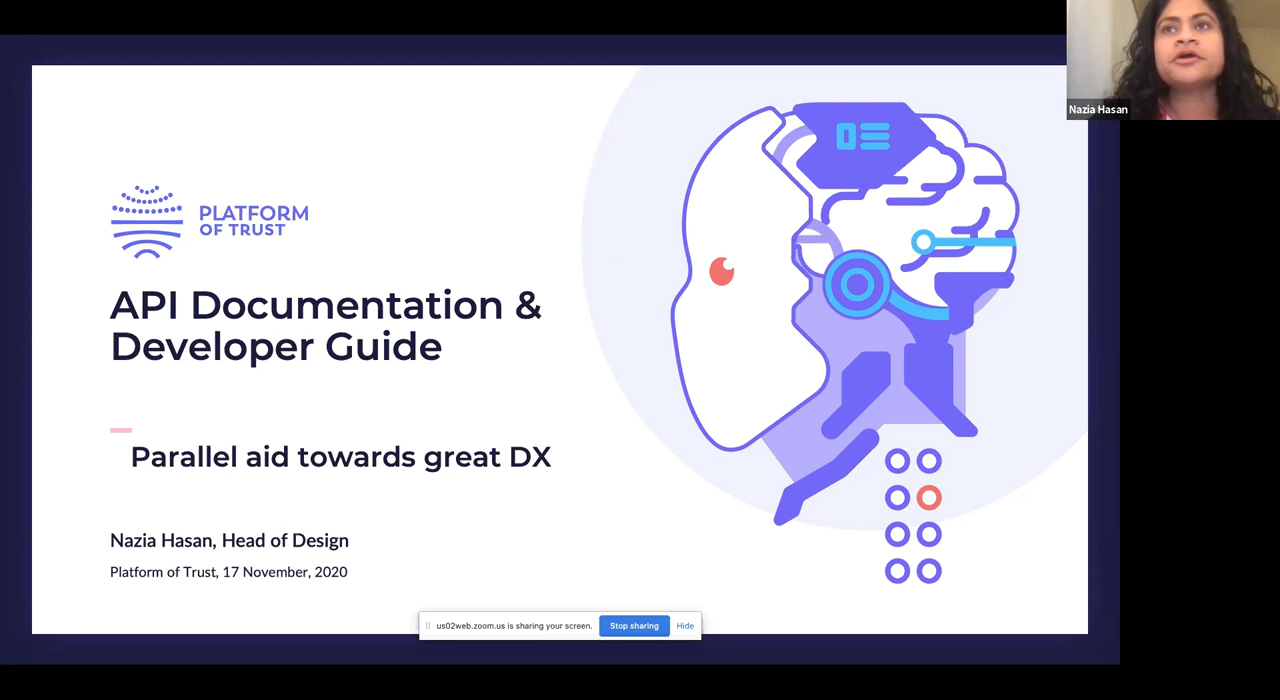 Nazia Hasan
PLATFORM
OF TRUST
API Documentation &
Developer Guide
Parallel aid towards great DX
Nazia Hasan, Head of Design
Platform of Trust, 17 November, 2020
us02web.zoom.us is sharing your screen. Stop sharing Hide